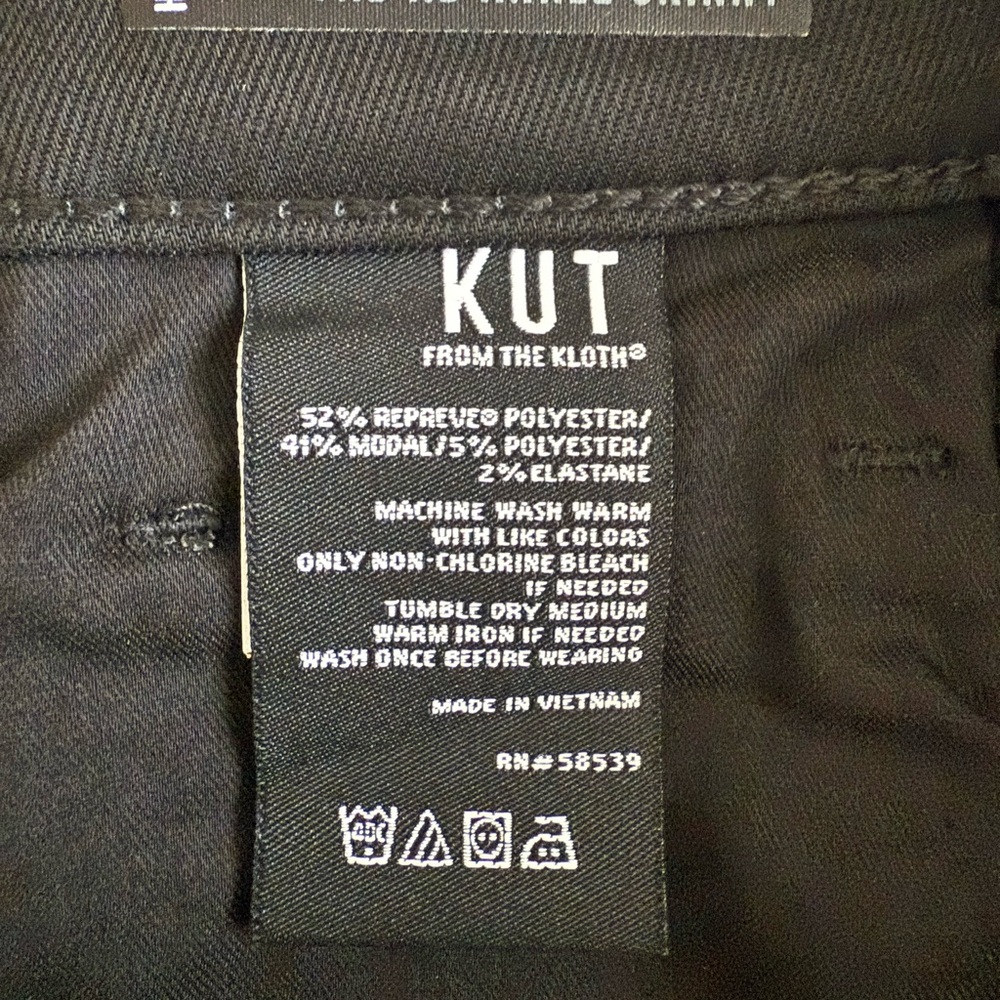 SKINNY
KUT
FROM THE KLOTH®
52% REPREVE® POLYESTER/
41% MODAL/5% POLYESTER/
2% ELASTANE
MACHINE WASH WARM
WITH LIKE COLORS
ONLY NON-CHLORINE BLEACH
IF NEEDED
TUMBLE DRY MEDIUM
WARM IRON IF NEEDED
WASH ONCE BEFORE WEARING
MADE IN VIETNAM
RN#58539